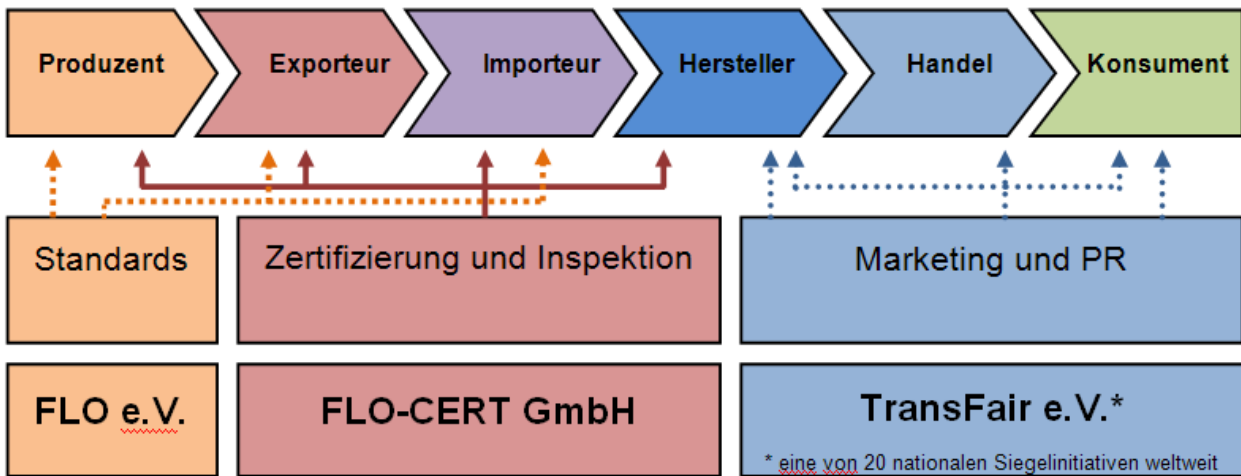 Produzent
Exporteur
Importeur
Hersteller
Handel
Konsument
Standards
Zertifizierung und Inspektion
Marketing und PR
FLO e.V.
FLO-CERT GmbH
TransFair e.V.*
* eine von 20 nationalen Siegelinitiativen weltweit